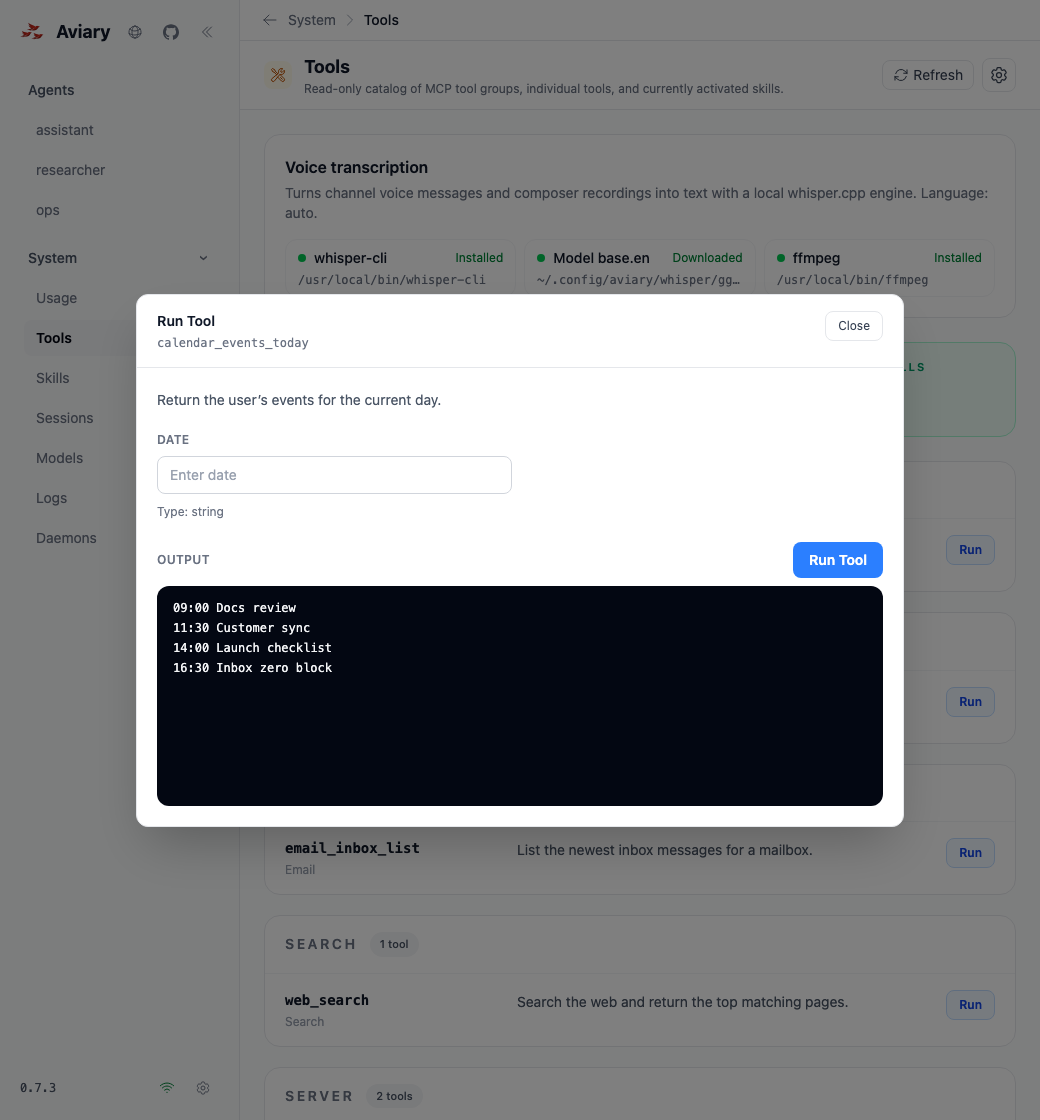 Aviary
System
Tools
Agents
assistant
researcher
ops
System
Usage
Tools
Skills
Sessions
Models
Logs
Daemons
0.7.3
Tools
Read-only catalog of MCP tool groups, individual tools, and currently activated skills.
Refresh
Voice transcription
Turns channel voice messages and composer recordings into text with a local whisper.cpp engine. Language:
auto.
whisper-cli Installed
/usr/local/bin/whisper-cli
Model base.en Downloaded
~/.config/aviary/whisper/gg…
ffmpeg Installed
/usr/local/bin/ffmpeg
Run Tool
calendar_events_today
Close
Return the user’s events for the current day.
DATE
Enter date
Type: string
OUTPUT
Run Tool
09:00 Docs review
11:30 Customer sync
14:00 Launch checklist
16:30 Inbox zero block
Run
Run
email_inbox_list
Email
List the newest inbox messages for a mailbox.
Run
SEARCH 1 tool
web_search
Search
Search the web and return the top matching pages.
Run
SERVER 2 tools